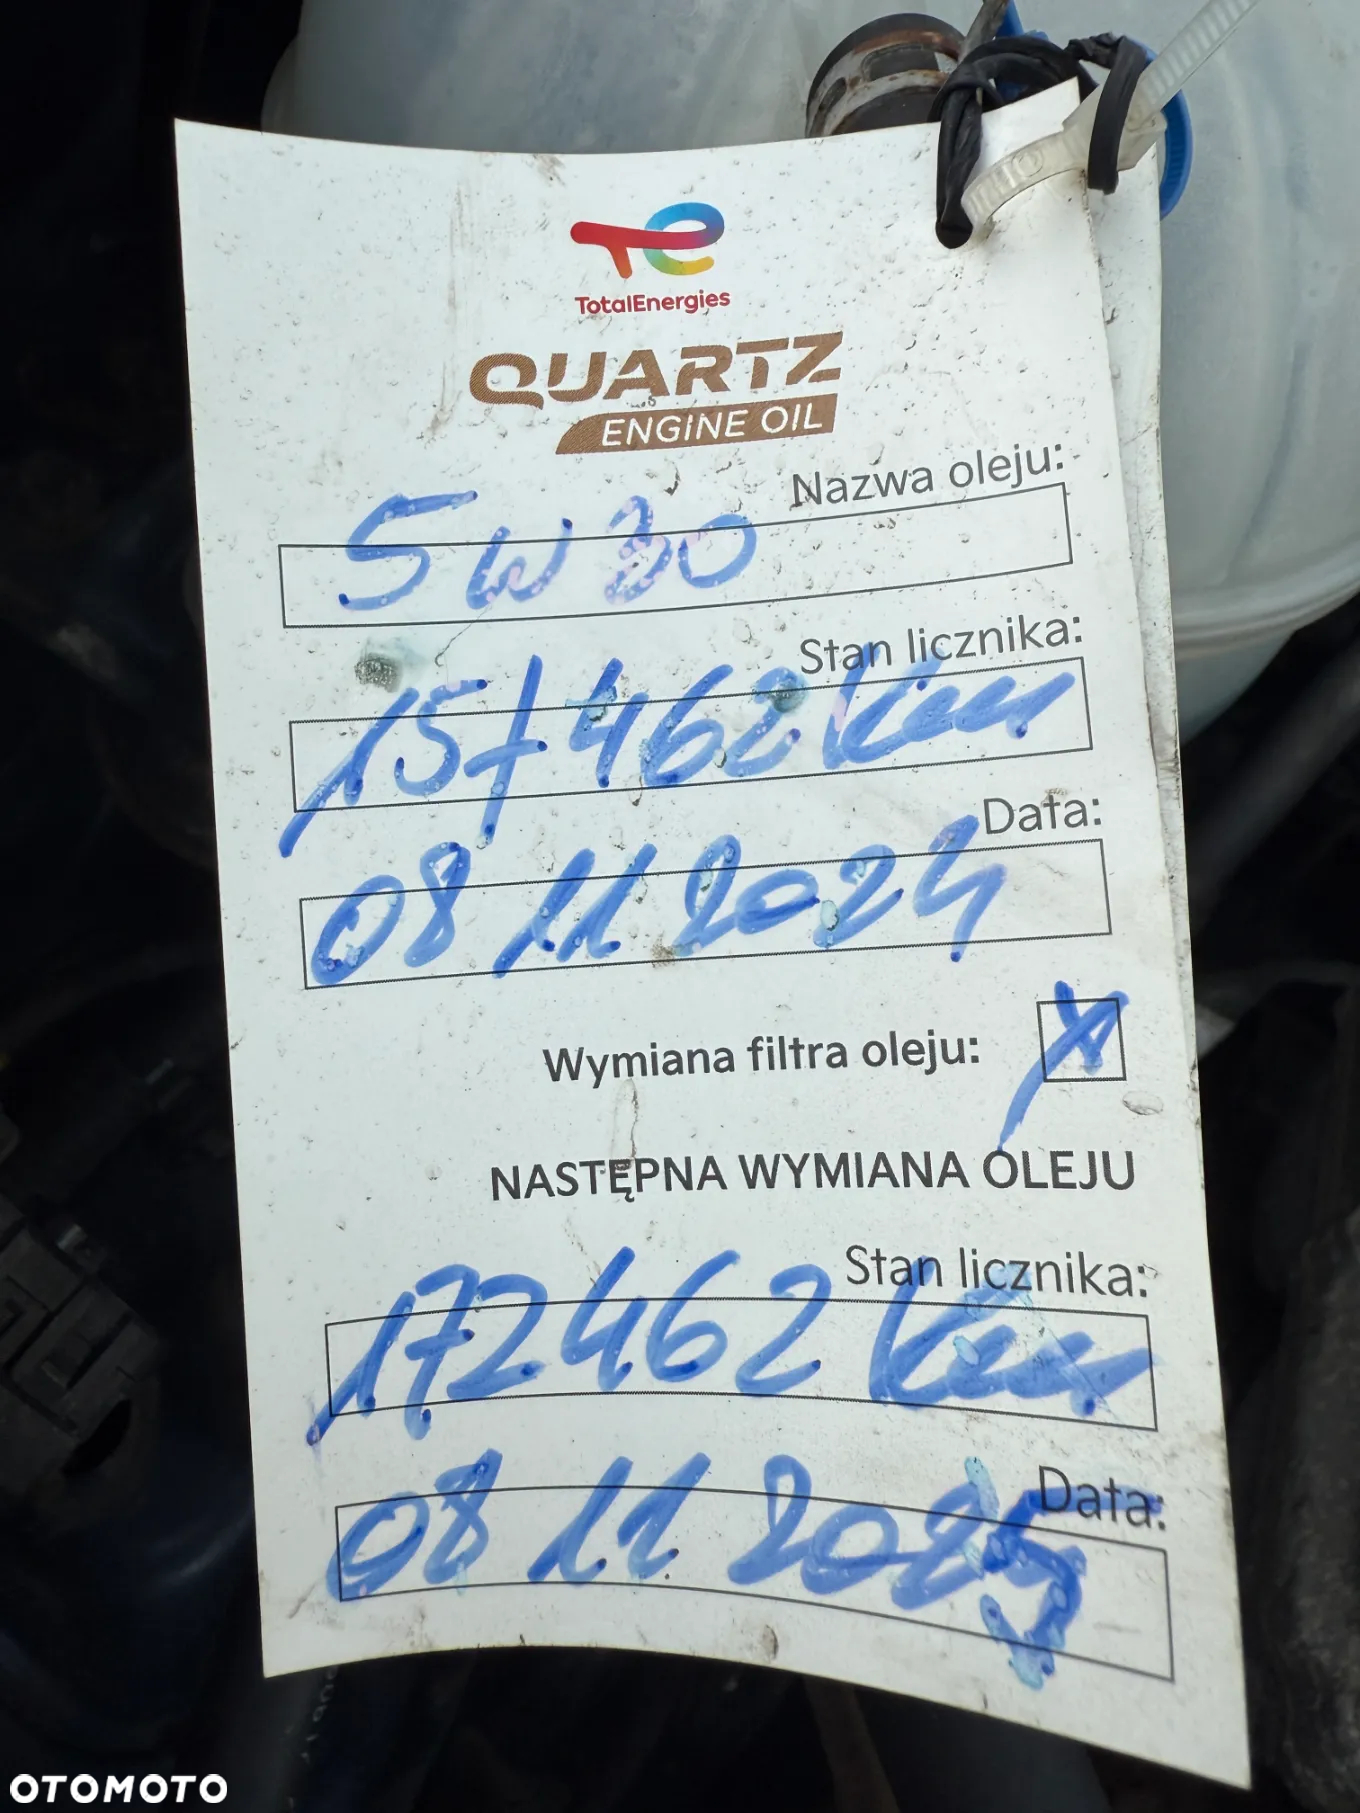 TotalEnergies
QUARTZ
ENGINE OIL
Nazwa oleju:
5W30
Stan licznika:
157462 km
Data:
08 11 2024
Wymiana filtra oleju: X
NASTĘPNA WYMIANA OLEJU
Stan licznika:
172462 km
Data:
08 11 2025
OTOMOTO